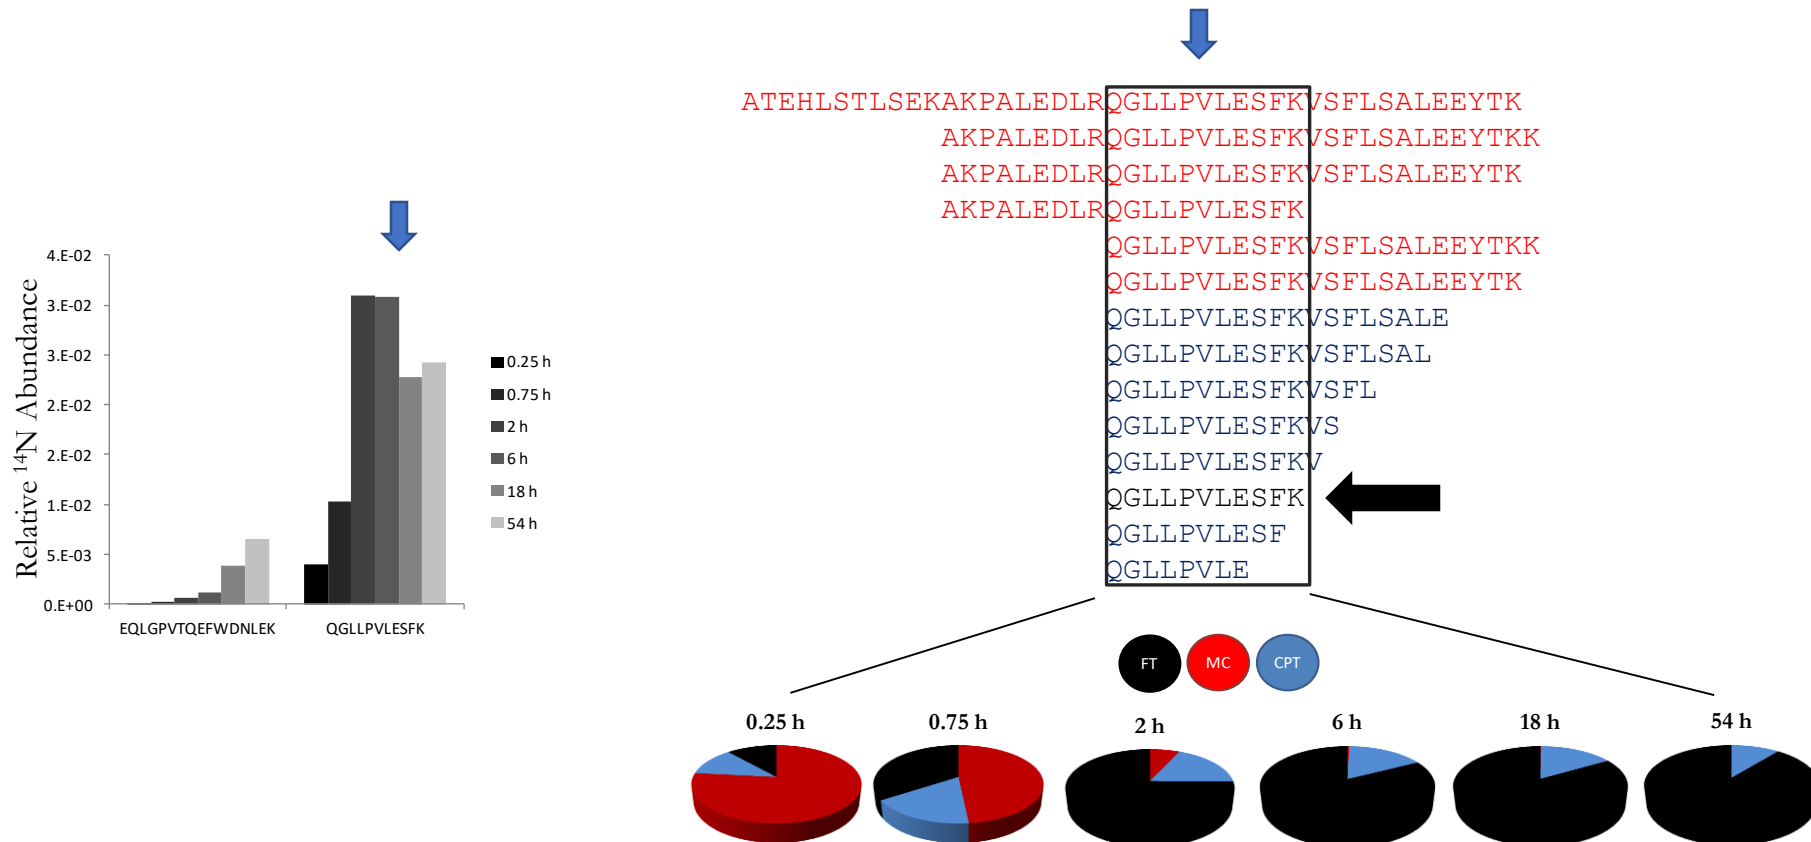 Relative ¹⁴N Abundance
4.E-02
3.E-02
3.E-02
2.E-02
2.E-02
1.E-02
5.E-03
0.E+00
EQLGPVTQEFWDNLEK
QGLLPVLESFK
0.25 h
0.75 h
2 h
6 h
18 h
54 h
ATEHLSTLSEKAKPALEDLRQGLLPVLESFKVSFLSALEEYTK
AKPALEDLRQGLLPVLESFKVSFLSALEEYTKK
AKPALEDLRQGLLPVLESFKVSFLSALEEYTK
AKPALEDLRQGLLPVLESFK
QGLLPVLESFKVSFLSALEEYTKK
QGLLPVLESFKVSFLSALEEYTK
QGLLPVLESFKVSFLSALE
QGLLPVLESFKVSFLSAL
QGLLPVLESFKVSFL
QGLLPVLESFKVS
QGLLPVLESFKV
QGLLPVLESFK
QGLLPVLESF
QGLLPVLE
FT MC CPT
0.25 h 0.75 h 2 h 6 h 18 h 54 h